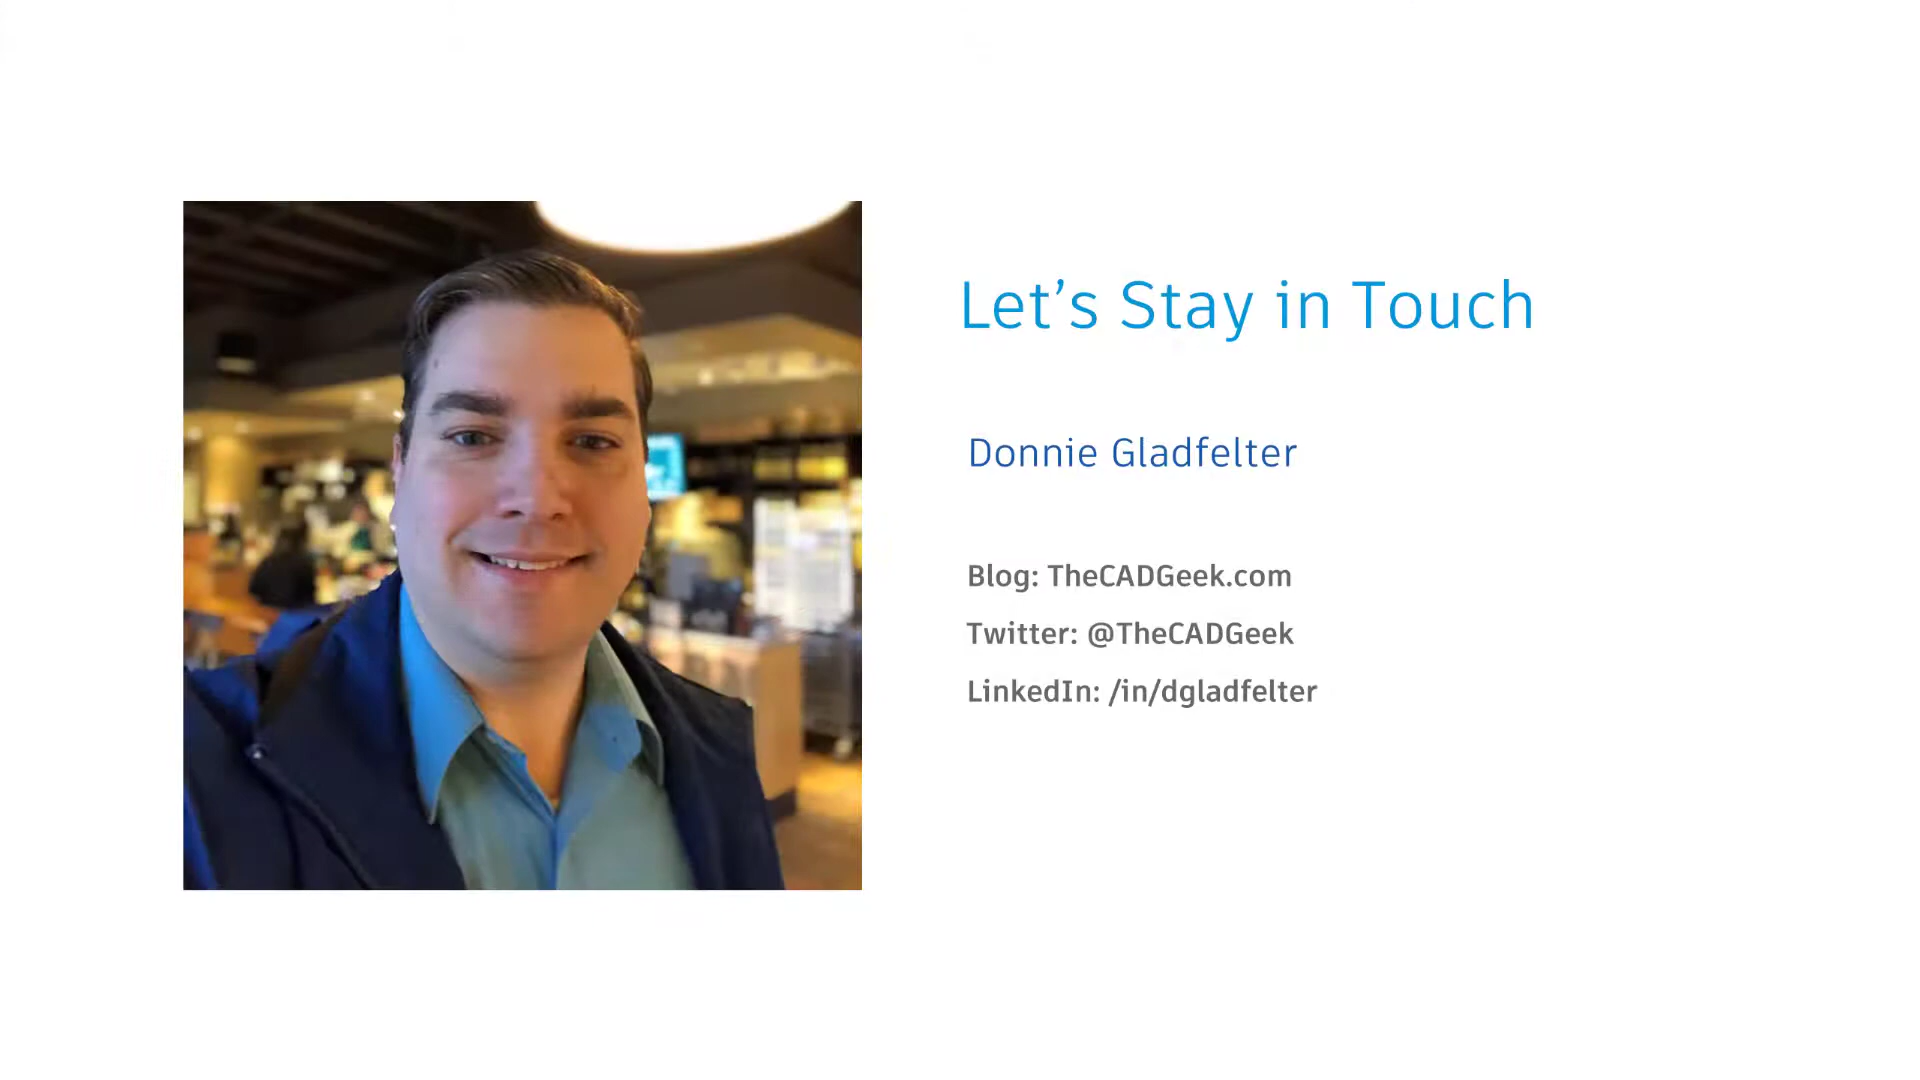 Let’s Stay in Touch
Donnie Gladfelter
Blog: TheCADGeek.com
Twitter: @TheCADGeek
LinkedIn: /in/dgladfelter